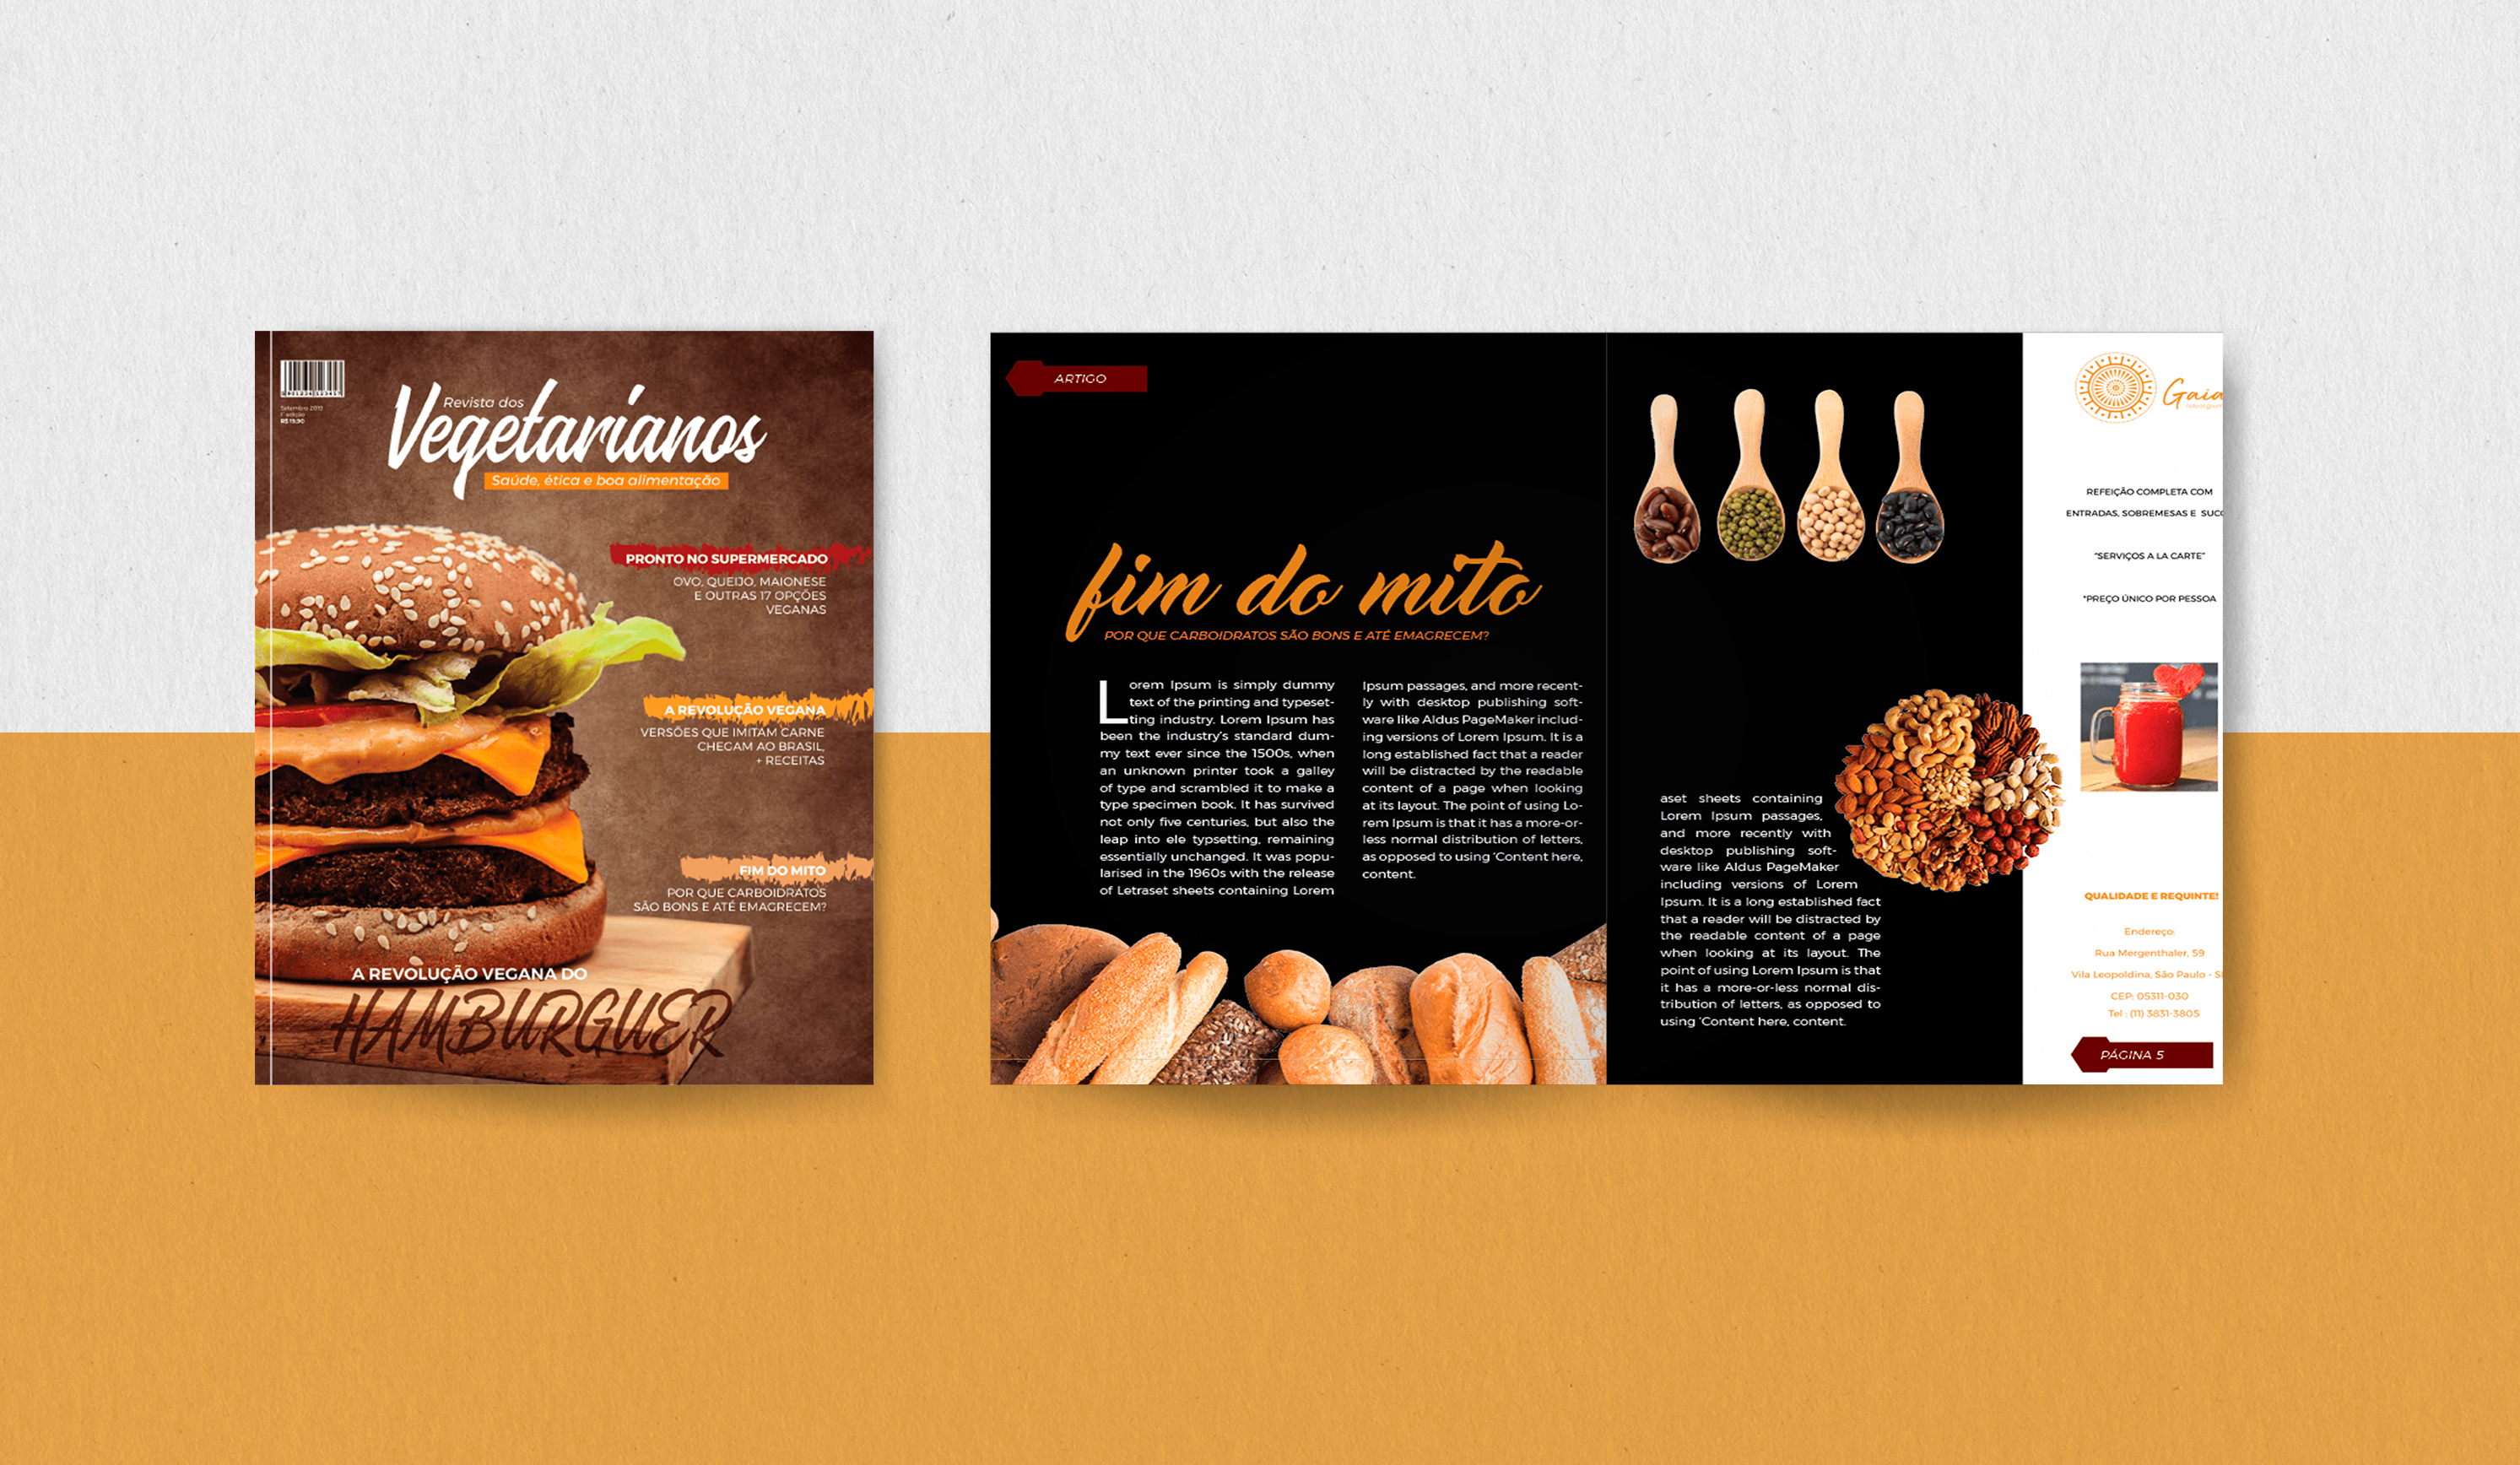 Setembro 2019
1ª edição
R$ 19,90
Revista dos
Vegetarianos
Saúde, ética e boa alimentação
PRONTO NO SUPERMERCADO
OVO, QUEIJO, MAIONESE
E OUTRAS 17 OPÇÕES
VEGANAS
A REVOLUÇÃO VEGANA
VERSÕES QUE IMITAM CARNE
CHEGAM AO BRASIL,
+ RECEITAS
FIM DO MITO
POR QUE CARBOIDRATOS
SÃO BONS E ATÉ EMAGRECEM?
A REVOLUÇÃO VEGANA DO
HAMBURGUER
ARTIGO
fim do mito
POR QUE CARBOIDRATOS SÃO BONS E ATÉ EMAGRECEM?
Lorem Ipsum is simply dummy
text of the printing and typeset-
ting industry. Lorem Ipsum has
been the industry's standard dum-
my text ever since the 1500s, when
an unknown printer took a galley
of type and scrambled it to make a
type specimen book. It has survived
not only five centuries, but also the
leap into ele typsetting, remaining
essentially unchanged. It was popu-
larised in the 1960s with the release
of Letraset sheets containing Lorem
Ipsum passages, and more recent-
ly with desktop publishing soft-
ware like Aldus PageMaker includ-
ing versions of Lorem Ipsum. It is a
long established fact that a reader
will be distracted by the readable
content of a page when looking
at its layout. The point of using Lo-
rem Ipsum is that it has a more-or-
less normal distribution of letters,
as opposed to using 'Content here,
content.
aset sheets containing
Lorem Ipsum passages,
and more recently with
desktop publishing soft-
ware like Aldus PageMaker
including versions of Lorem
Ipsum. It is a long established fact
that a reader will be distracted by
the readable content of a page
when looking at its layout. The
point of using Lorem Ipsum is that
it has a more-or-less normal dis-
tribution of letters, as opposed to
using 'Content here, content.
Gaia
REFEIÇÃO COMPLETA COM
ENTRADAS, SOBREMESAS E SUC
"SERVIÇOS A LA CARTE"
*PREÇO ÚNICO POR PESSOA
QUALIDADE E REQUINTE!
Endereço:
Rua Mergenthaler, 59
Vila Leopoldina, São Paulo - S
CEP: 05311-030
Tel : (11) 3831-3805
PÁGINA 5